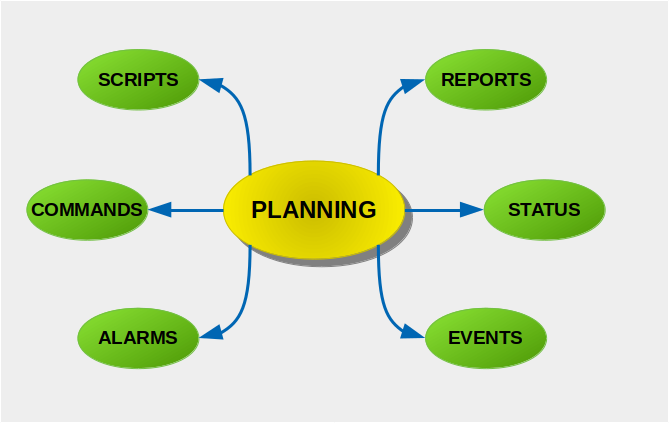 SCRIPTS
REPORTS
COMMANDS
PLANNING
STATUS
ALARMS
EVENTS